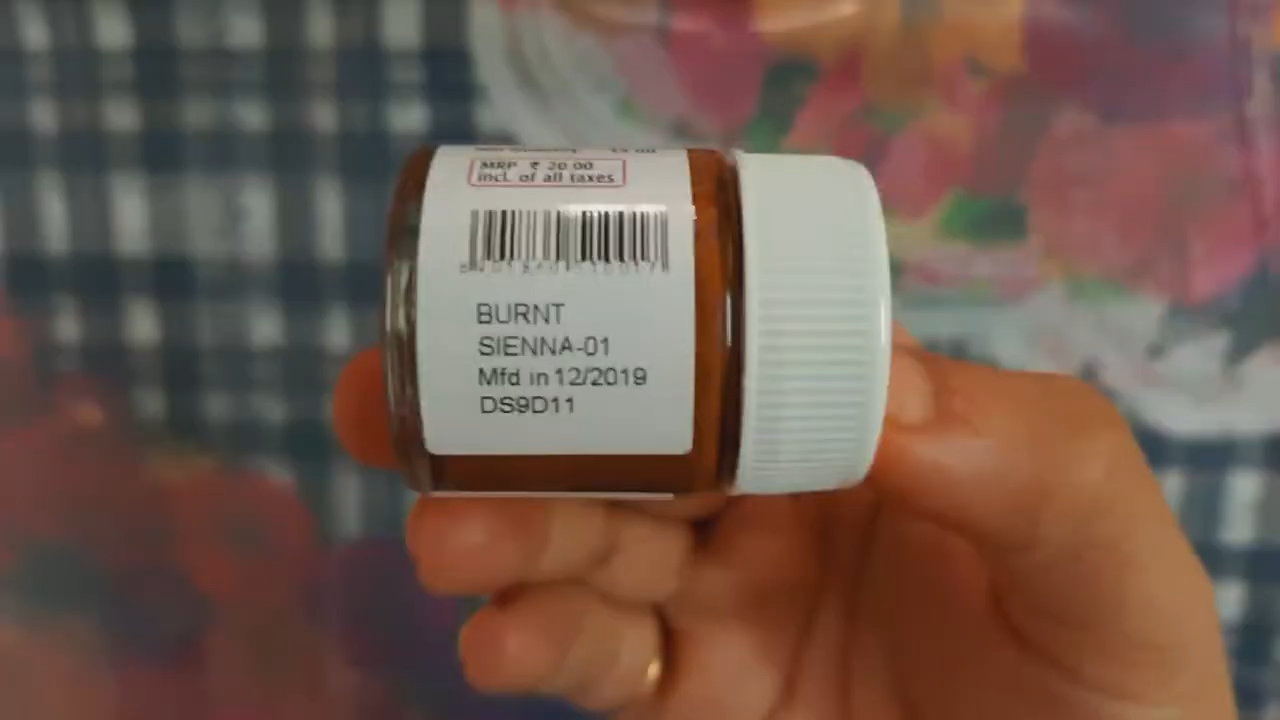 MRP ₹ 20.00
incl. of all taxes
BURNT
SIENNA-01
Mfd in 12/2019
DS9D11